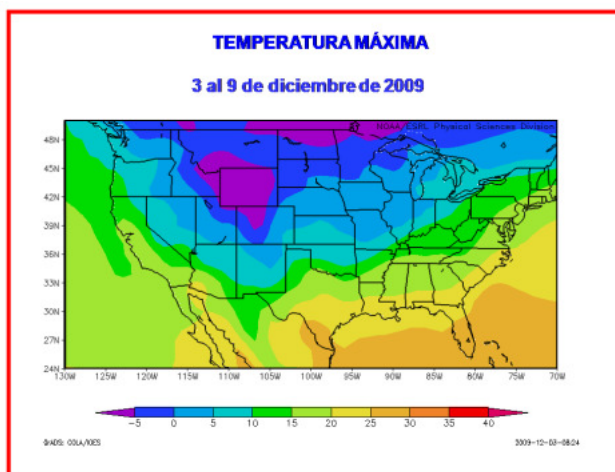 TEMPERATURA MÁXIMA
3 al 9 de diciembre de 2009
NOAA/ESRL Physical Sciences Division
48N
45N
42N
39N
36N
33N
30N
27N
24N
130W 125W 120W 115W 110W 105W 100W 95W 90W 85W 80W 75W 70W
-5 0 5 10 15 20 25 30 35 40
GrADS: COLA/IGES
2009-12-03-08:24